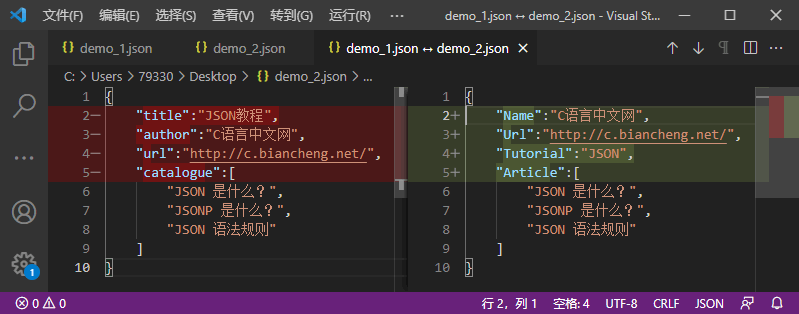 文件(F) 编辑(E) 选择(S) 查看(V) 转到(G) 运行(R) ··· demo_1.json ↔ demo_2.json - Visual St...
{} demo_1.json {} demo_2.json {} demo_1.json ↔ demo_2.json
C: > Users > 79330 > Desktop > {} demo_2.json > ...
1 {
2 "title":"JSON教程",
3 "author":"C语言中文网",
4 "url":"http://c.biancheng.net/",
5 "catalogue":[
6 "JSON 是什么？",
7 "JSONP 是什么？",
8 "JSON 语法规则"
9 ]
10 }
1 {
2 "Name":"C语言中文网",
3 "Url":"http://c.biancheng.net/",
4 "Tutorial":"JSON",
5 "Article":[
6 "JSON 是什么？",
7 "JSONP 是什么？",
8 "JSON 语法规则"
9 ]
10 }
1
0 0 行 2，列 1 空格: 4 UTF-8 CRLF JSON